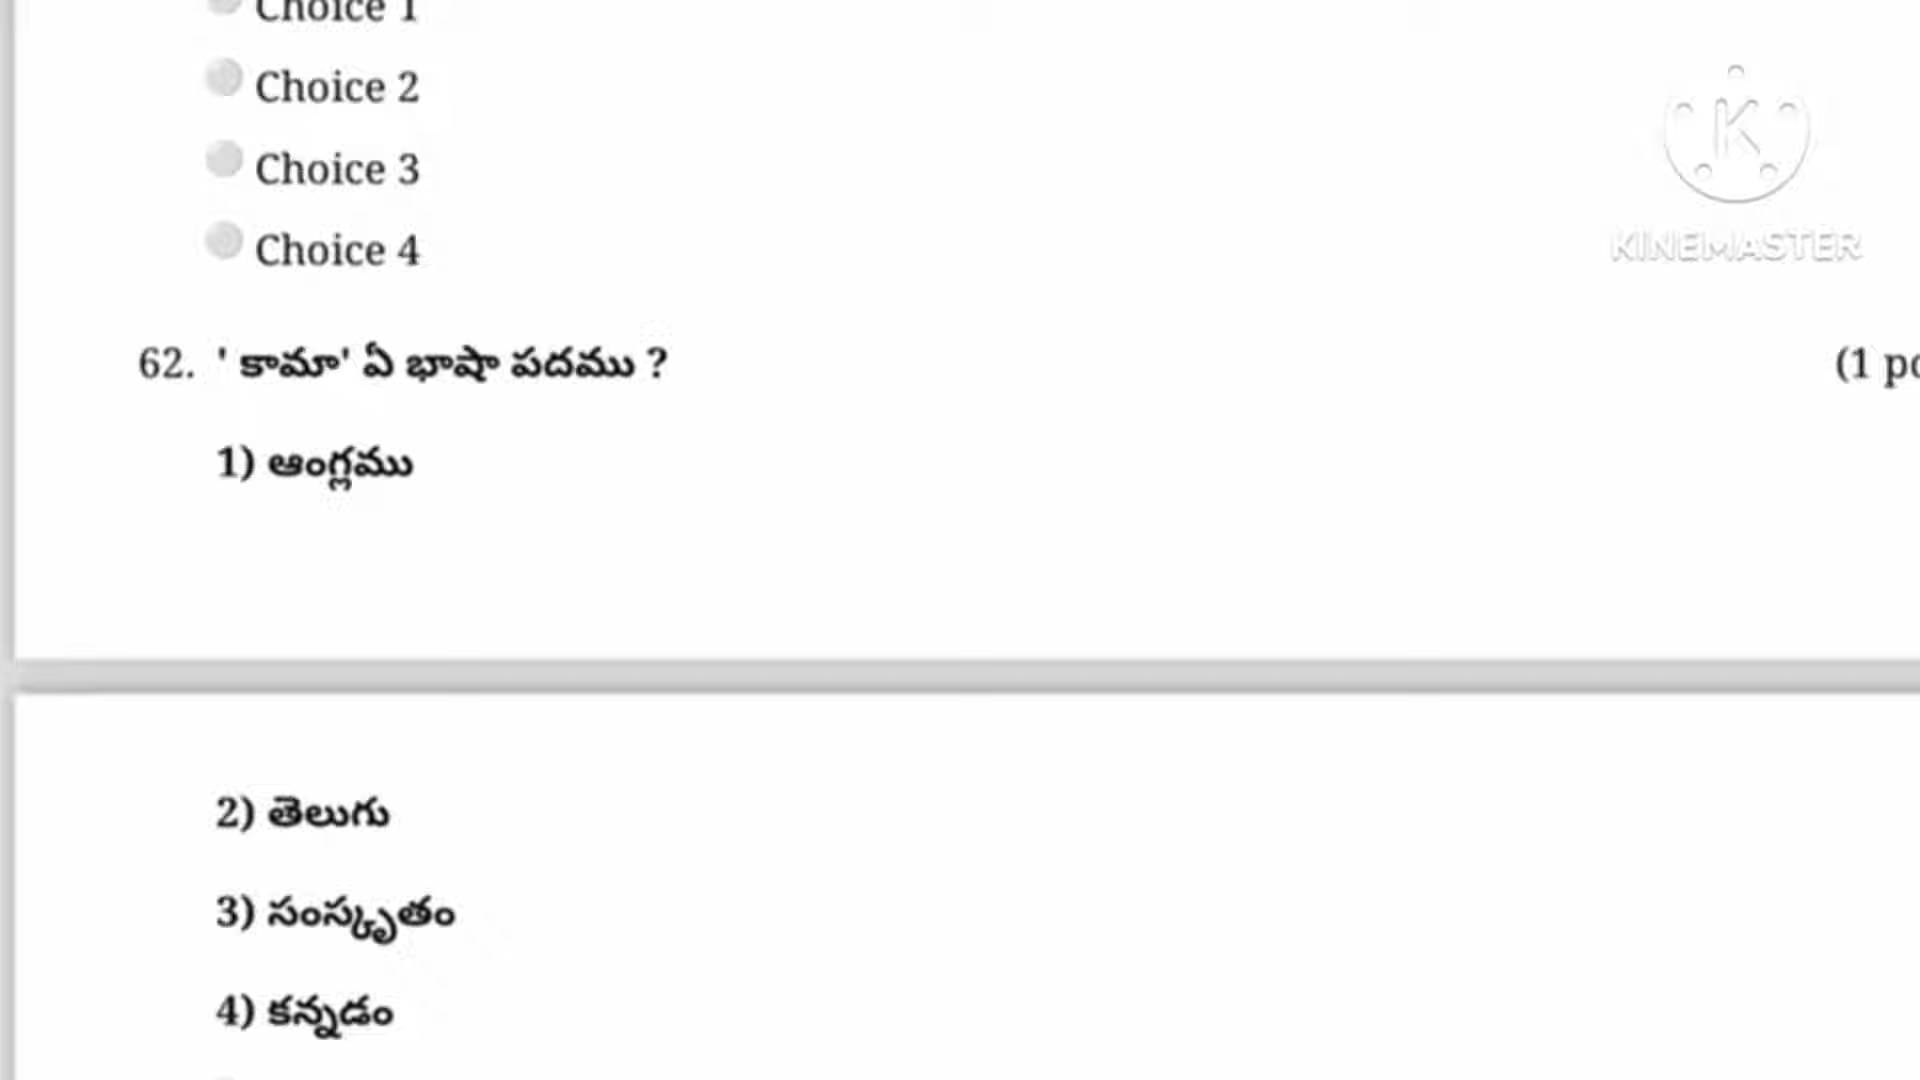 Choice 1
Choice 2
Choice 3
Choice 4
KINEMASTER
62. ' కామా' ఏ భాషా పదము ?
(1 po
1) ఆంగ్లము
2) తెలుగు
3) సంస్కృతం
4) కన్నడం